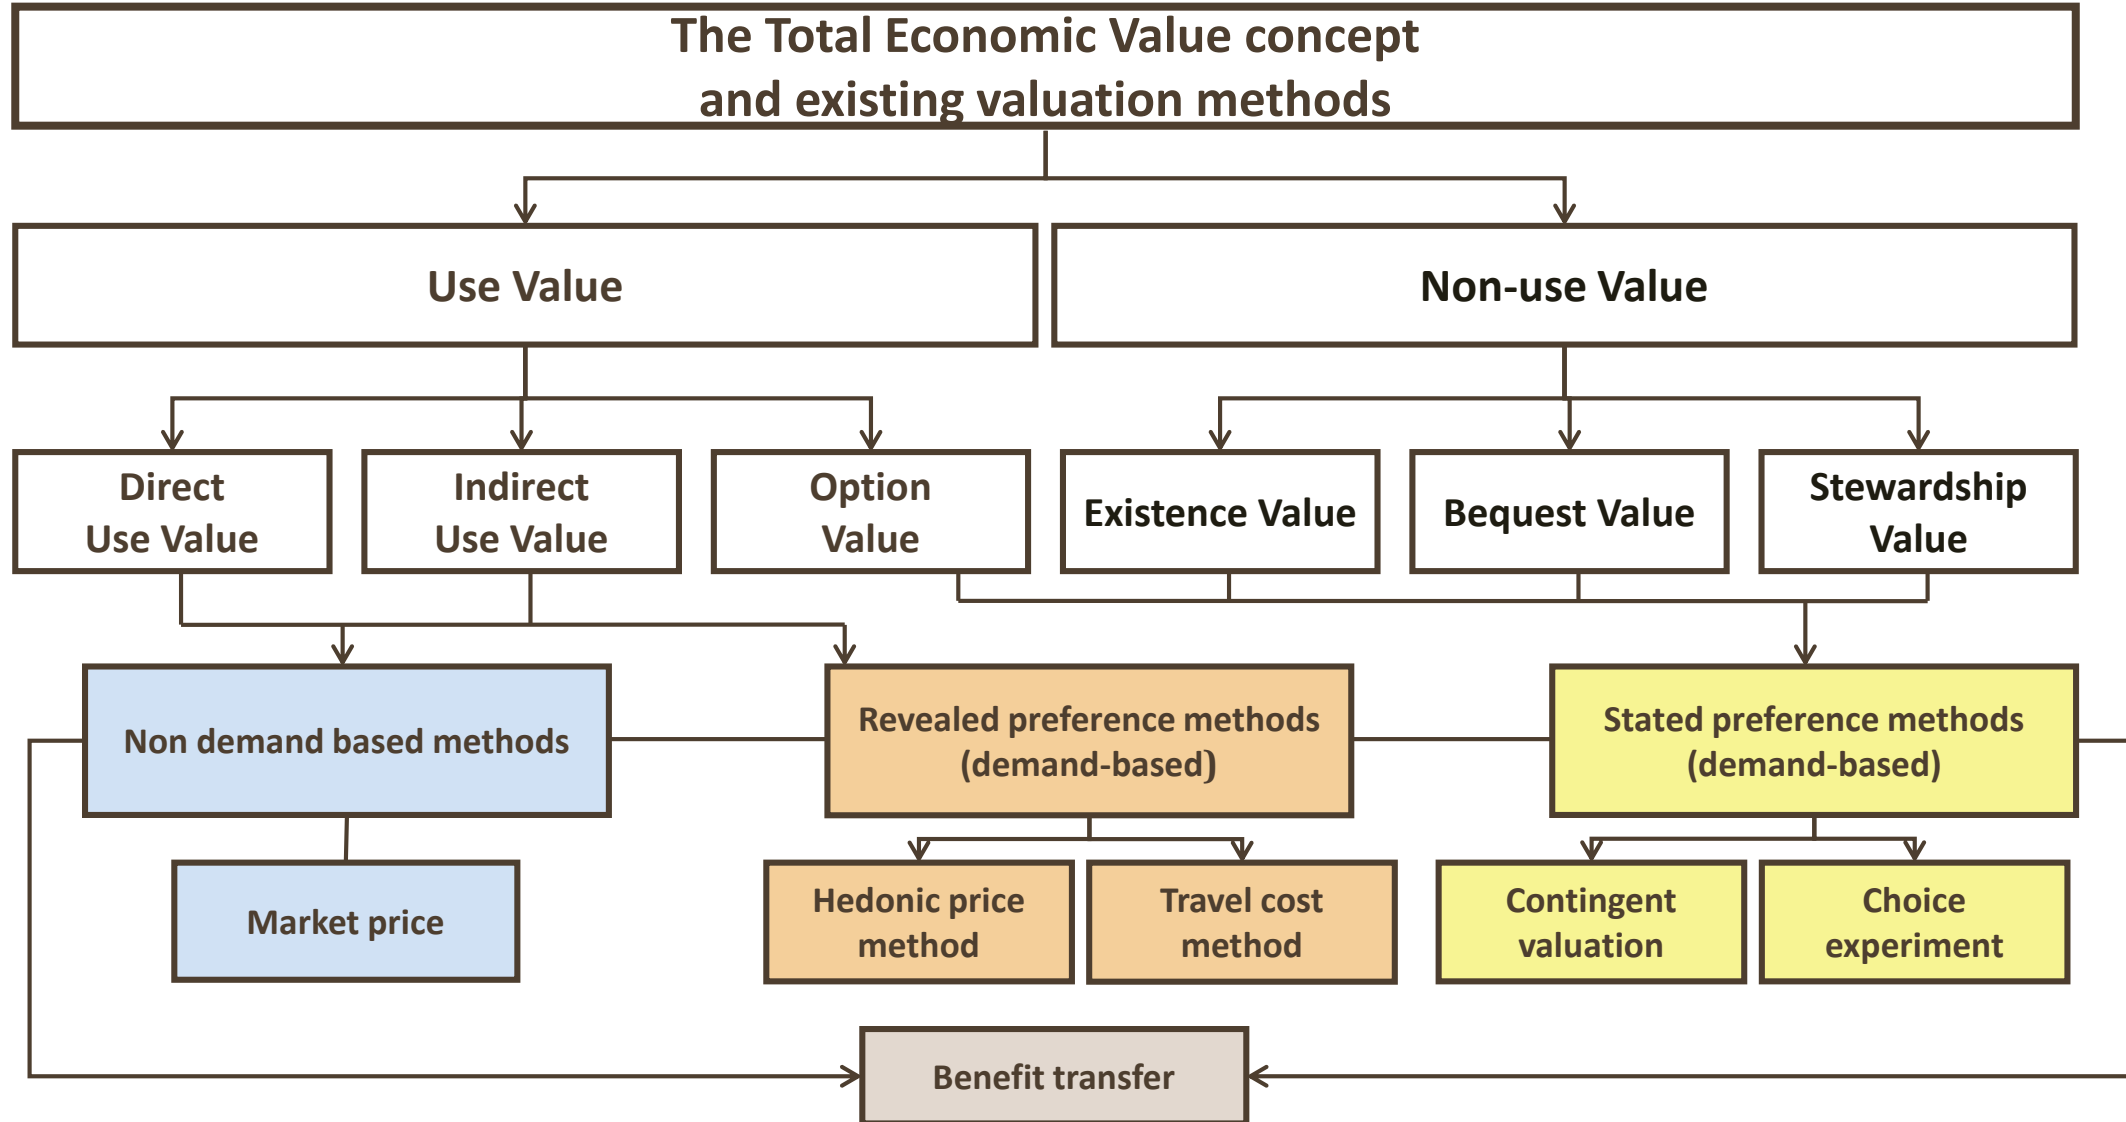 The Total Economic Value concept
and existing valuation methods
Use Value
Non-use Value
Direct
Use Value
Indirect
Use Value
Option
Value
Existence Value
Bequest Value
Stewardship
Value
Non demand based methods
Revealed preference methods
(demand-based)
Stated preference methods
(demand-based)
Market price
Hedonic price
method
Travel cost
method
Contingent
valuation
Choice
experiment
Benefit transfer